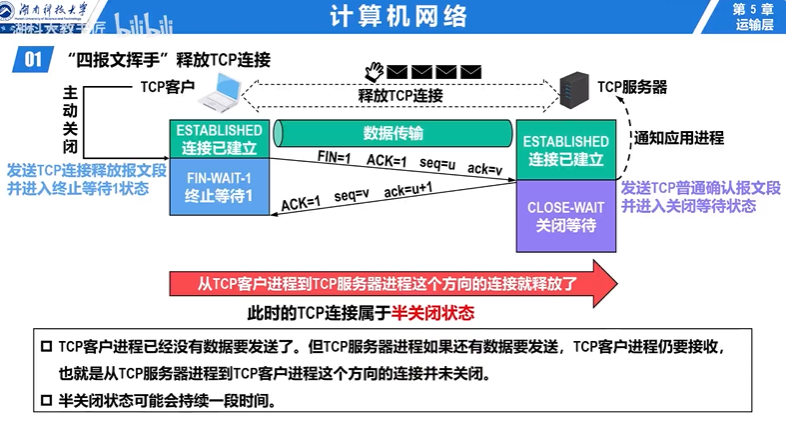 湖南科技大学
Hunan University of Science and Technology
湖科大教书匠 bilibili
计算机网络
第 5 章
运输层
01 “四报文挥手”释放TCP连接
主动关闭
TCP客户
释放TCP连接
TCP服务器
ESTABLISHED
连接已建立
数据传输
ESTABLISHED
连接已建立
通知应用进程
发送TCP连接释放报文段
并进入终止等待1状态
FIN-WAIT-1
终止等待1
FIN=1 ACK=1 seq=u ack=v
ACK=1 seq=v ack=u+1
CLOSE-WAIT
关闭等待
发送TCP普通确认报文段
并进入关闭等待状态
从TCP客户进程到TCP服务器进程这个方向的连接就释放了
此时的TCP连接属于半关闭状态
TCP客户进程已经没有数据要发送了。但TCP服务器进程如果还有数据要发送，TCP客户进程仍要接收，
也就是从TCP服务器进程到TCP客户进程这个方向的连接并未关闭。
半关闭状态可能会持续一段时间。